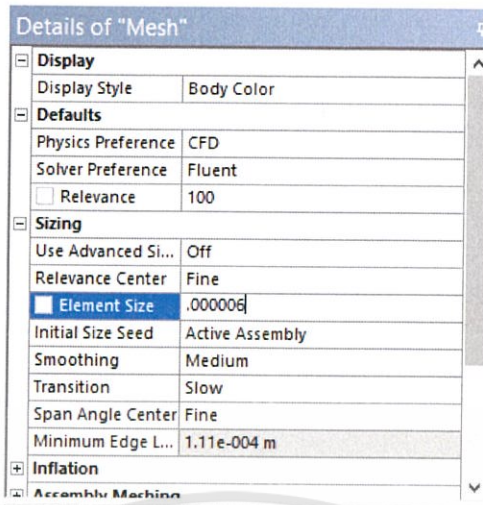 Details of "Mesh"
Display
Display Style Body Color
Defaults
Physics Preference CFD
Solver Preference Fluent
Relevance 100
Sizing
Use Advanced Si... Off
Relevance Center Fine
Element Size .000006
Initial Size Seed Active Assembly
Smoothing Medium
Transition Slow
Span Angle Center Fine
Minimum Edge L... 1.11e-004 m
Inflation
Assembly Meshing